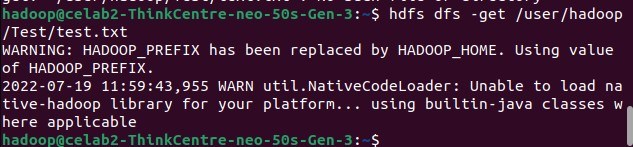 hadoop@celab2-ThinkCentre-neo-50s-Gen-3:~$ hdfs dfs -get /user/hadoop
/Test/test.txt
WARNING: HADOOP_PREFIX has been replaced by HADOOP_HOME. Using value
of HADOOP_PREFIX.
2022-07-19 11:59:43,955 WARN util.NativeCodeLoader: Unable to load na
tive-hadoop library for your platform... using builtin-java classes w
here applicable
hadoop@celab2-ThinkCentre-neo-50s-Gen-3:~$